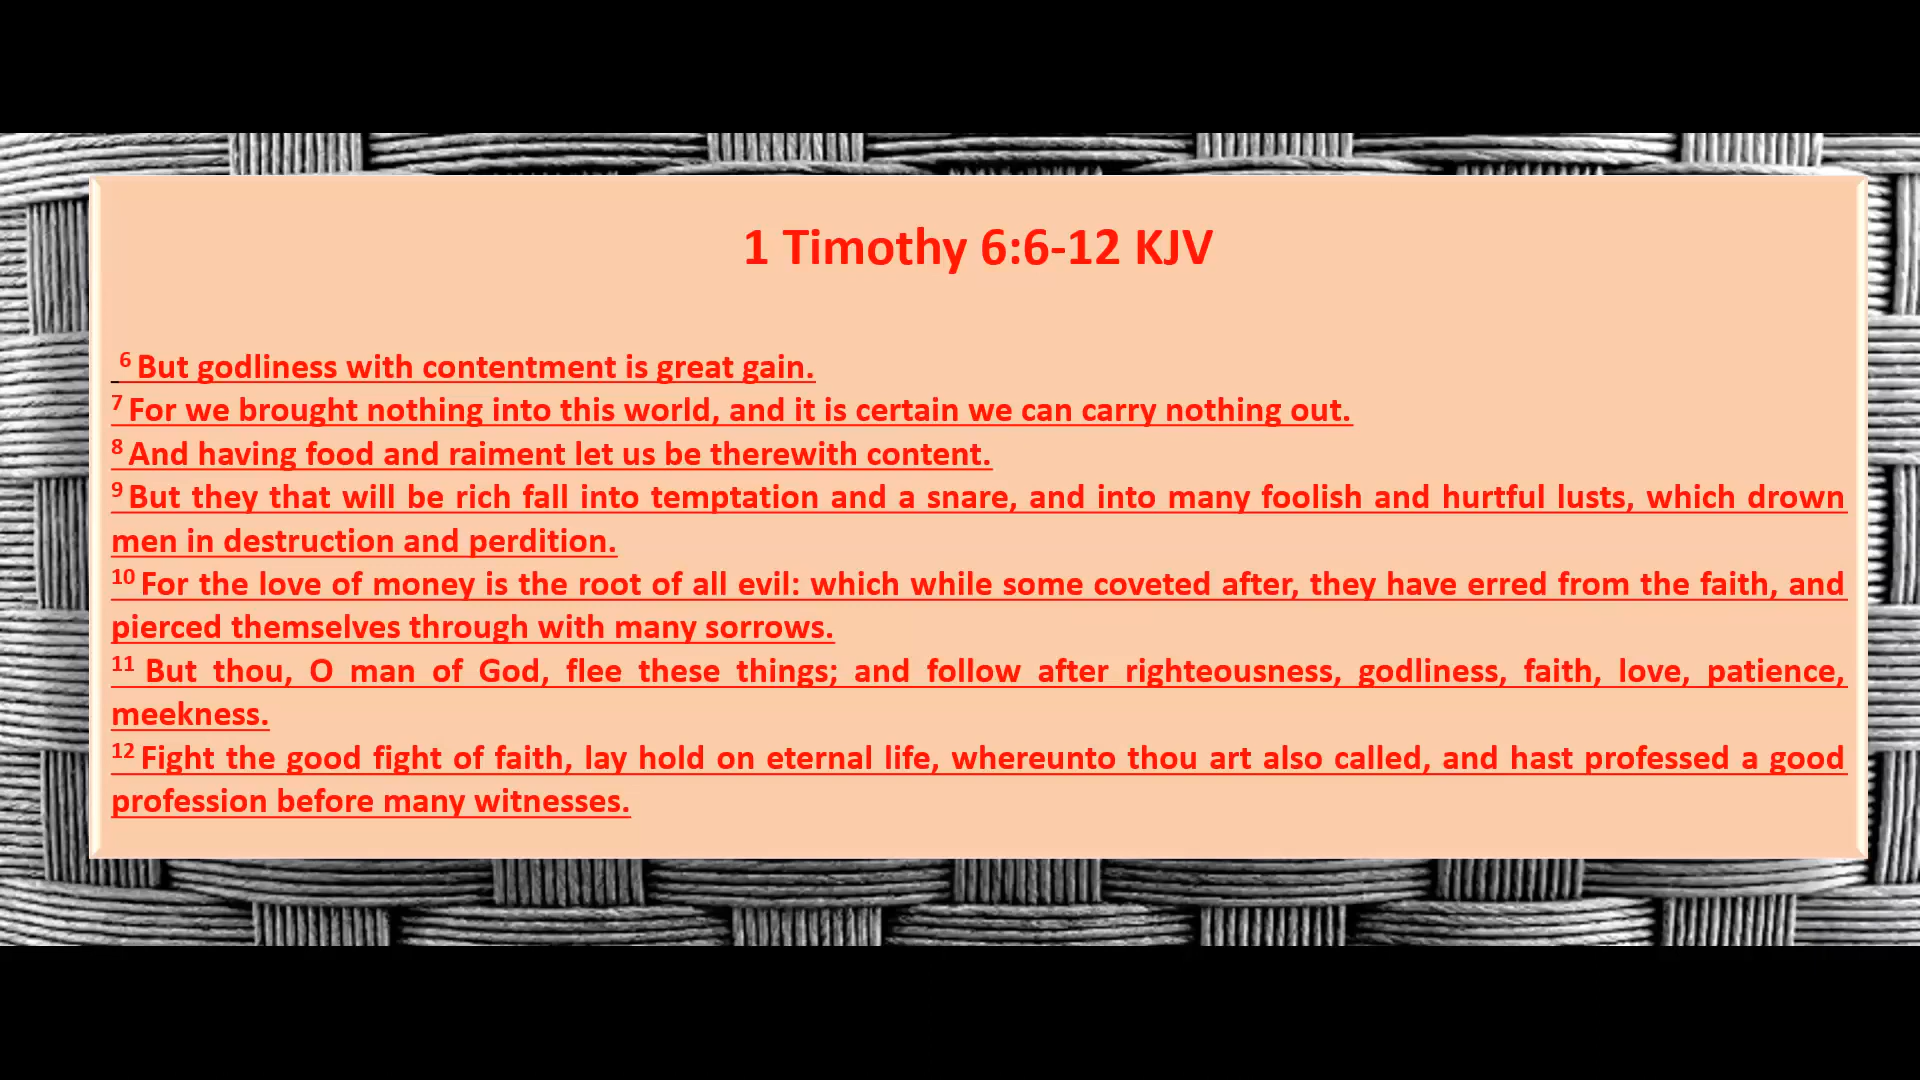 1 Timothy 6:6-12 KJV
6 But godliness with contentment is great gain.
7 For we brought nothing into this world, and it is certain we can carry nothing out.
8 And having food and raiment let us be therewith content.
9 But they that will be rich fall into temptation and a snare, and into many foolish and hurtful lusts, which drown
men in destruction and perdition.
10 For the love of money is the root of all evil: which while some coveted after, they have erred from the faith, and
pierced themselves through with many sorrows.
11 But thou, O man of God, flee these things; and follow after righteousness, godliness, faith, love, patience,
meekness.
12 Fight the good fight of faith, lay hold on eternal life, whereunto thou art also called, and hast professed a good
profession before many witnesses.